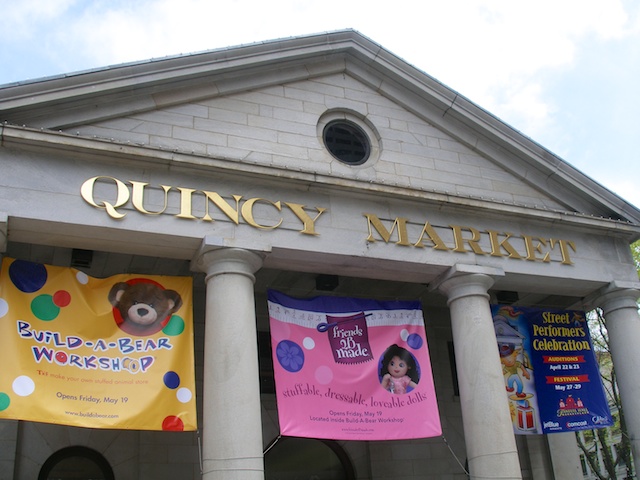 QUINCY MARKET
BUILD-A-BEAR
WORKSHOP
Opens Friday, May 19
www.buildabear.com
friends
2B
made
stuffable, dressable, loveable dolls
Opens Friday, May 19
Located inside Build-A-Bear Workshop
Street
Performers
Celebration
AUDITIONS
April 22 & 23
FESTIVAL
May 27-29
jetBlue
comcast